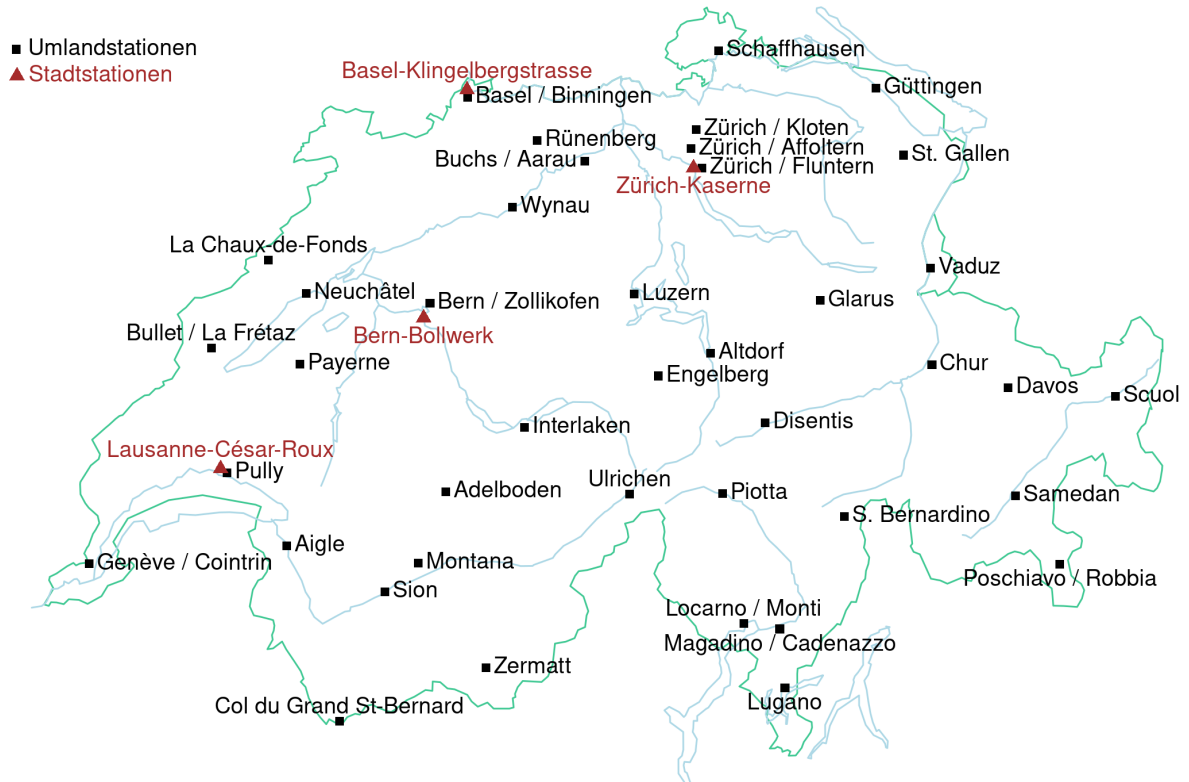 Umlandstationen
Stadtstationen
Schaffhausen
Basel-Klingelbergstrasse
Güttingen
Basel / Binningen
Zürich / Kloten
Rünenberg
Zürich / Affoltern
St. Gallen
Buchs / Aarau
Zürich / Fluntern
Zürich-Kaserne
Wynau
La Chaux-de-Fonds
Vaduz
Neuchâtel
Luzern
Bern / Zollikofen
Glarus
Bullet / La Frétaz
Bern-Bollwerk
Altdorf
Payerne
Chur
Engelberg
Davos
Scuol
Disentis
Interlaken
Lausanne-César-Roux
Pully
Ulrichen
Adelboden
Piotta
Samedan
S. Bernardino
Aigle
Genève / Cointrin
Montana
Poschiavo / Robbia
Sion
Locarno / Monti
Magadino / Cadenazzo
Zermatt
Lugano
Col du Grand St-Bernard